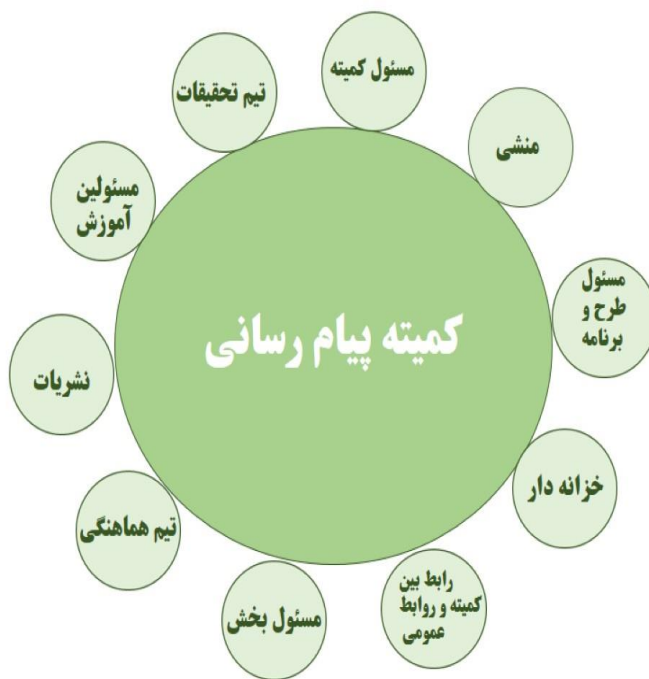 مسئول کمیته
منشی
مسئول
طرح و
برنامه
خزانه دار
رابط بین
کمیته و روابط
عمومی
مسئول بخش
تیم هماهنگی
نشریات
مسئولین
آموزش
تیم تحقیقات
کمیته پیام رسانی